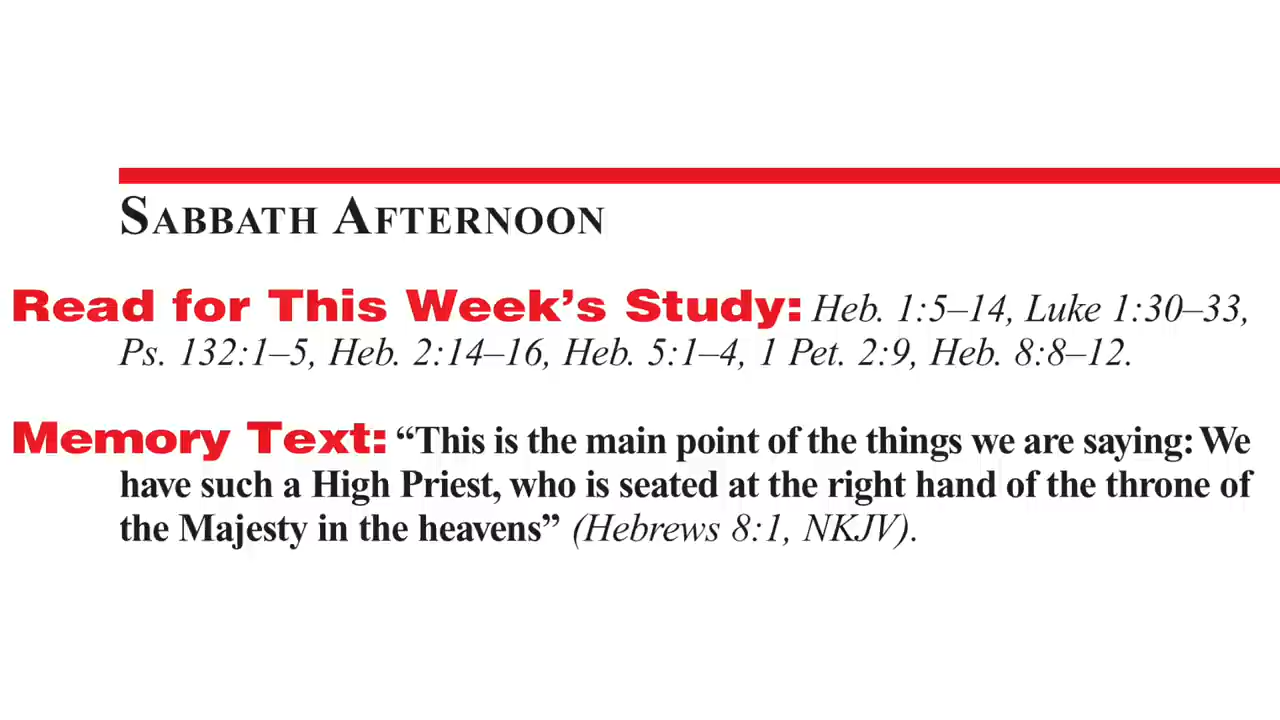 SABBATH AFTERNOON
Read for This Week’s Study: Heb. 1:5–14, Luke 1:30–33,
Ps. 132:1–5, Heb. 2:14–16, Heb. 5:1–4, 1 Pet. 2:9, Heb. 8:8–12.
Memory Text: “This is the main point of the things we are saying: We
have such a High Priest, who is seated at the right hand of the throne of
the Majesty in the heavens” (Hebrews 8:1, NKJV).